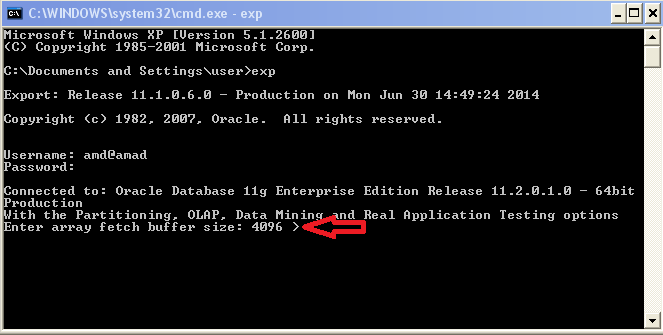 C:\WINDOWS\system32\cmd.exe - exp
Microsoft Windows XP [Version 5.1.2600]
(C) Copyright 1985-2001 Microsoft Corp.
C:\Documents and Settings\user>exp
Export: Release 11.1.0.6.0 - Production on Mon Jun 30 14:49:24 2014
Copyright (c) 1982, 2007, Oracle.  All rights reserved.
Username: amd@amad
Password:
Connected to: Oracle Database 11g Enterprise Edition Release 11.2.0.1.0 - 64bit
Production
With the Partitioning, OLAP, Data Mining and Real Application Testing options
Enter array fetch buffer size: 4096 >